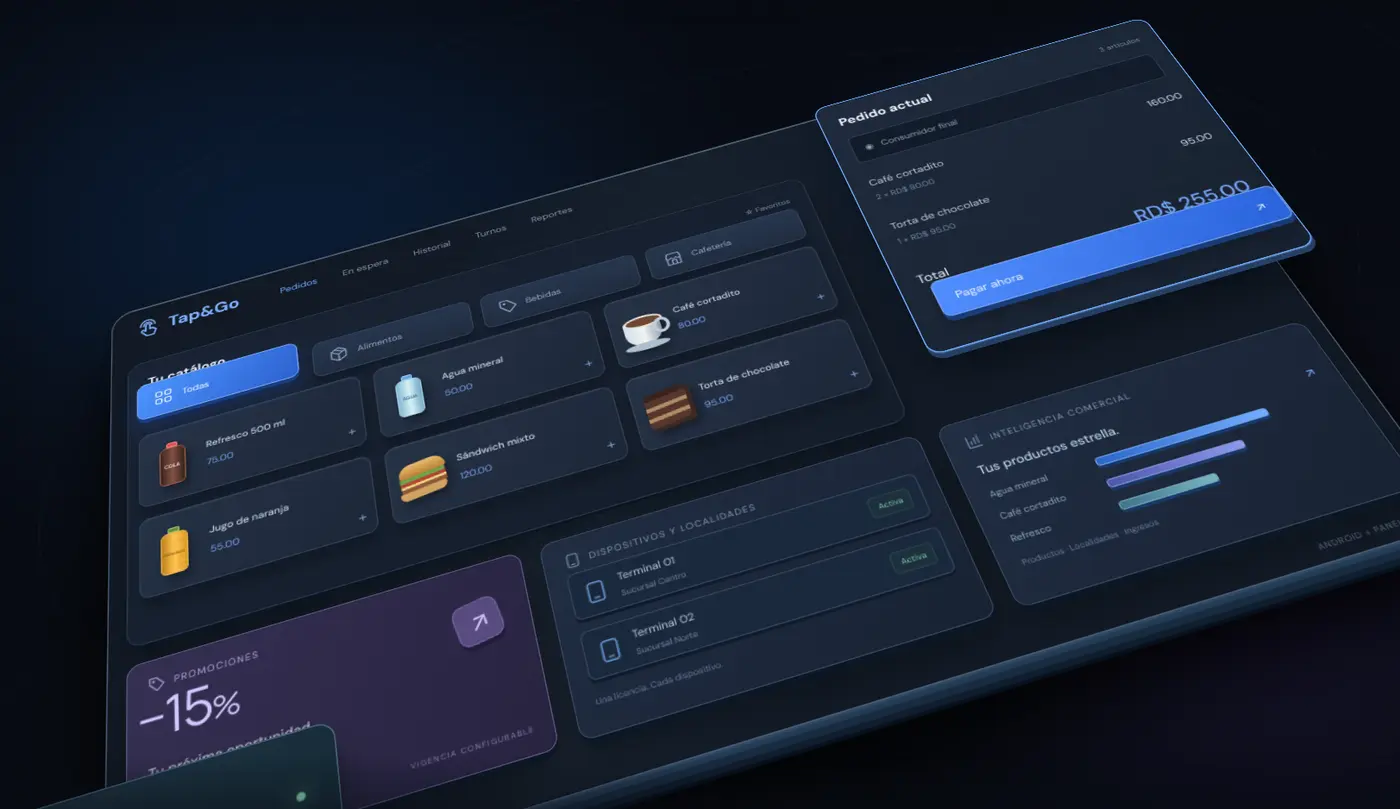 Tap&Go
Pedidos
En espera
Historial
Turnos
Reportes
Tu catálogo
☆ Favoritos
Todas
Alimentos
Bebidas
Cafetería
Refresco 500 ml
75.00
+
COLA
Agua mineral
50.00
+
Café cortadito
80.00
+
Jugo de naranja
55.00
+
Sándwich mixto
120.00
+
Torta de chocolate
95.00
+
Pedido actual
3 artículos
Consumidor final
Café cortadito
160.00
2 × RD$ 80.00
Torta de chocolate
95.00
1 × RD$ 95.00
Total
RD$ 255.00
Pagar ahora
PROMOCIONES
−15%
Tu próxima oportunidad
VIGENCIA CONFIGURABLE
DISPOSITIVOS Y LOCALIDADES
Terminal 01
Sucursal Centro
Activa
Terminal 02
Sucursal Norte
Activa
Una licencia. Cada dispositivo
INTELIGENCIA COMERCIAL
Tus productos estrella.
Agua mineral
Café cortadito
Refresco
Productos · Localidades · Ingresos
ANDROID + PANE